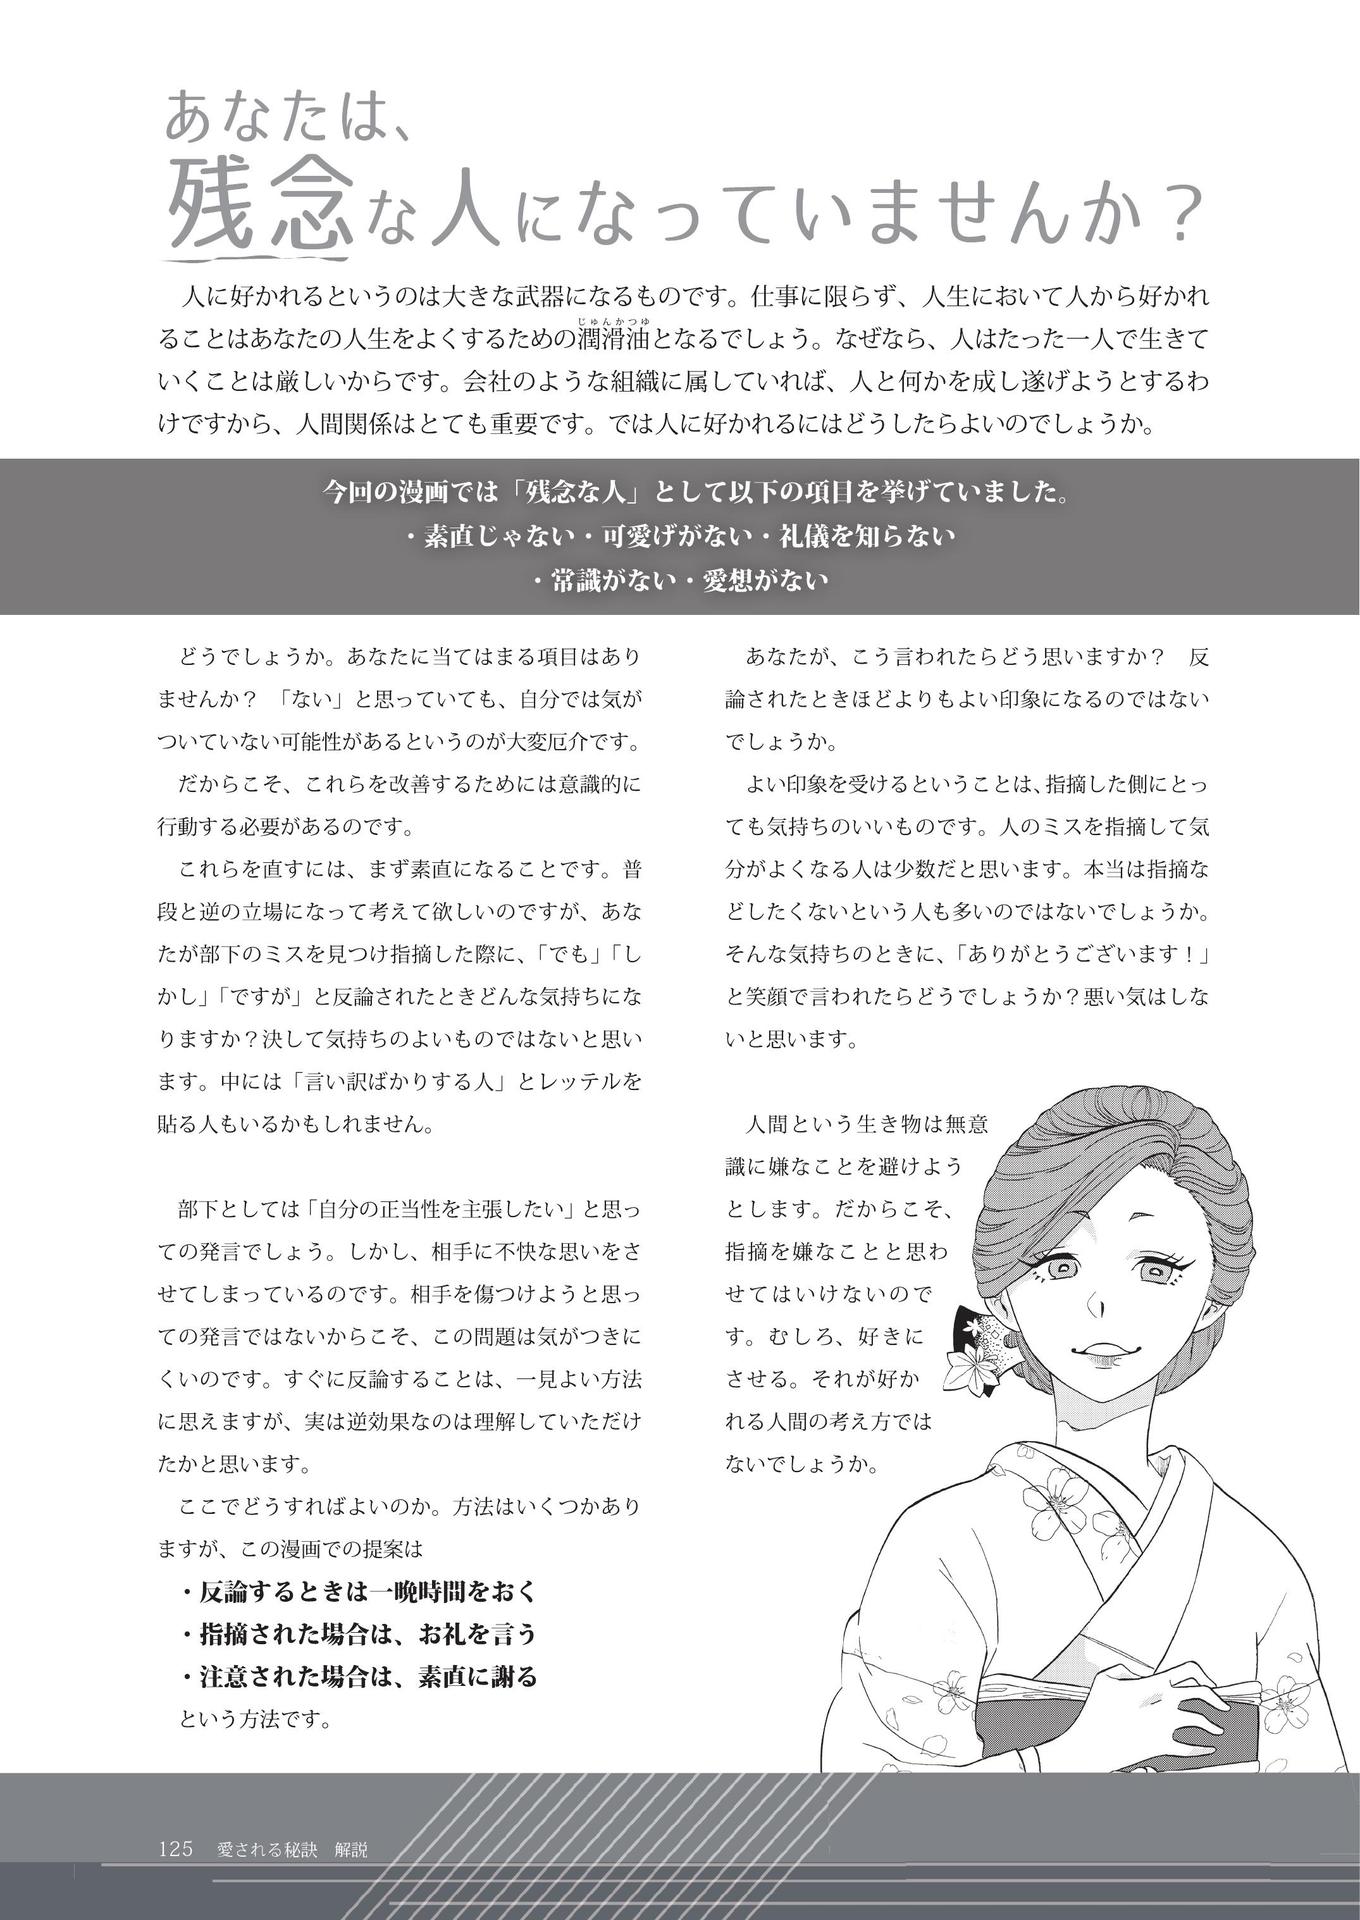 あなたは、
残念な人になっていませんか？
人に好かれるというのは大きな武器になるものです。仕事に限らず、人生において人から好かれ
じゅんかつゆ
ることはあなたの人生をよくするための潤滑油となるでしょう。なぜなら、人はたった一人で生きて
いくことは厳しいからです。会社のような組織に属していれば、人と何かを成し遂げようとするわ
けですから、人間関係はとても重要です。では人に好かれるにはどうしたらよいのでしょうか。
今回の漫画では「残念な人」として以下の項目を挙げていました。
・素直じゃない・可愛げがない・礼儀を知らない
・常識がない・愛想がない
どうでしょうか。あなたに当てはまる項目はあり
ませんか？　「ない」と思っていても、自分では気が
ついていない可能性があるというのが大変厄介です。
だからこそ、これらを改善するためには意識的に
行動する必要があるのです。
これらを直すには、まず素直になることです。普
段と逆の立場になって考えて欲しいのですが、あな
たが部下のミスを見つけ指摘した際に、「でも」「し
かし」「ですが」と反論されたときどんな気持ちにな
りますか？決して気持ちのよいものではないと思い
ます。中には「言い訳ばかりする人」とレッテルを
貼る人もいるかもしれません。
部下としては「自分の正当性を主張したい」と思っ
ての発言でしょう。しかし、相手に不快な思いをさ
せてしまっているのです。相手を傷つけようと思っ
ての発言ではないからこそ、この問題は気がつきに
くいのです。すぐに反論することは、一見よい方法
に思えますが、実は逆効果なのは理解していただけ
たかと思います。
ここでどうすればよいのか。方法はいくつかあり
ますが、この漫画での提案は
・反論するときは一晩時間をおく
・指摘された場合は、お礼を言う
・注意された場合は、素直に謝る
という方法です。
あなたが、こう言われたらどう思いますか？　反
論されたときほどよりもよい印象になるのではない
でしょうか。
よい印象を受けるということは、指摘した側にとっ
ても気持ちのいいものです。人のミスを指摘して気
分がよくなる人は少数だと思います。本当は指摘な
どしたくないという人も多いのではないでしょうか。
そんな気持ちのときに、「ありがとうございます！」
と笑顔で言われたらどうでしょうか？悪い気はしな
いと思います。
人間という生き物は無意
識に嫌なことを避けよう
とします。だからこそ、
指摘を嫌なことと思わ
せてはいけないので
す。むしろ、好きに
させる。それが好か
れる人間の考え方では
ないでしょうか。
125　愛される秘訣　解説